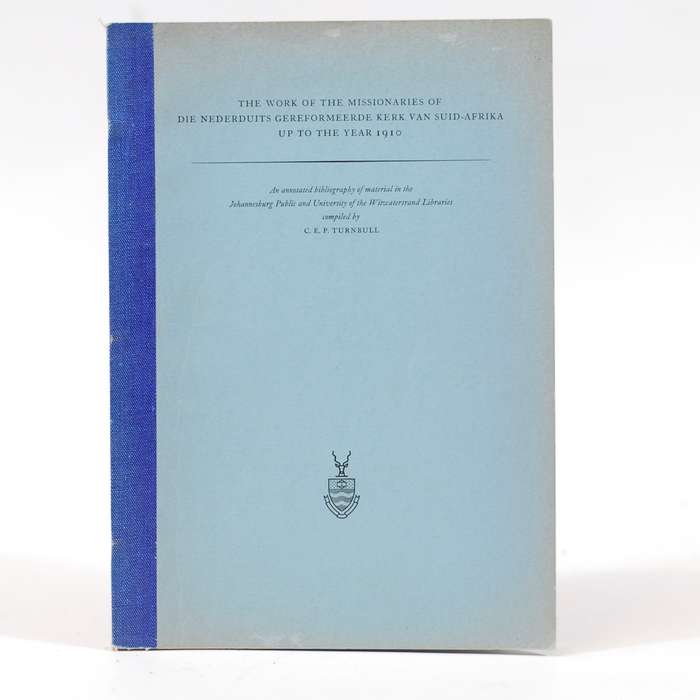 THE WORK OF THE MISSIONARIES OF
DIE NEDERDUITS GEREFORMEERDE KERK VAN SUID-AFRIKA
UP TO THE YEAR 1910
An annotated bibliography of material in the
Johannesburg Public and University of the Witwatersrand Libraries
compiled by
C. E. P. TURNBULL